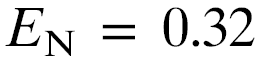 E_N = 0.32